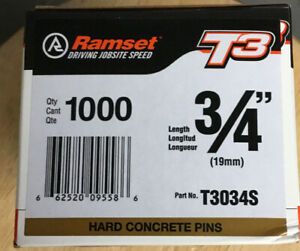 Ramset
DRIVING JOBSITE SPEED
T3
Qty
Cant
Qte
1000
Length
Longitud
Longueur
3/4"
(19mm)
6 62520 09558 6
Part No. T3034S
HARD CONCRETE PINS